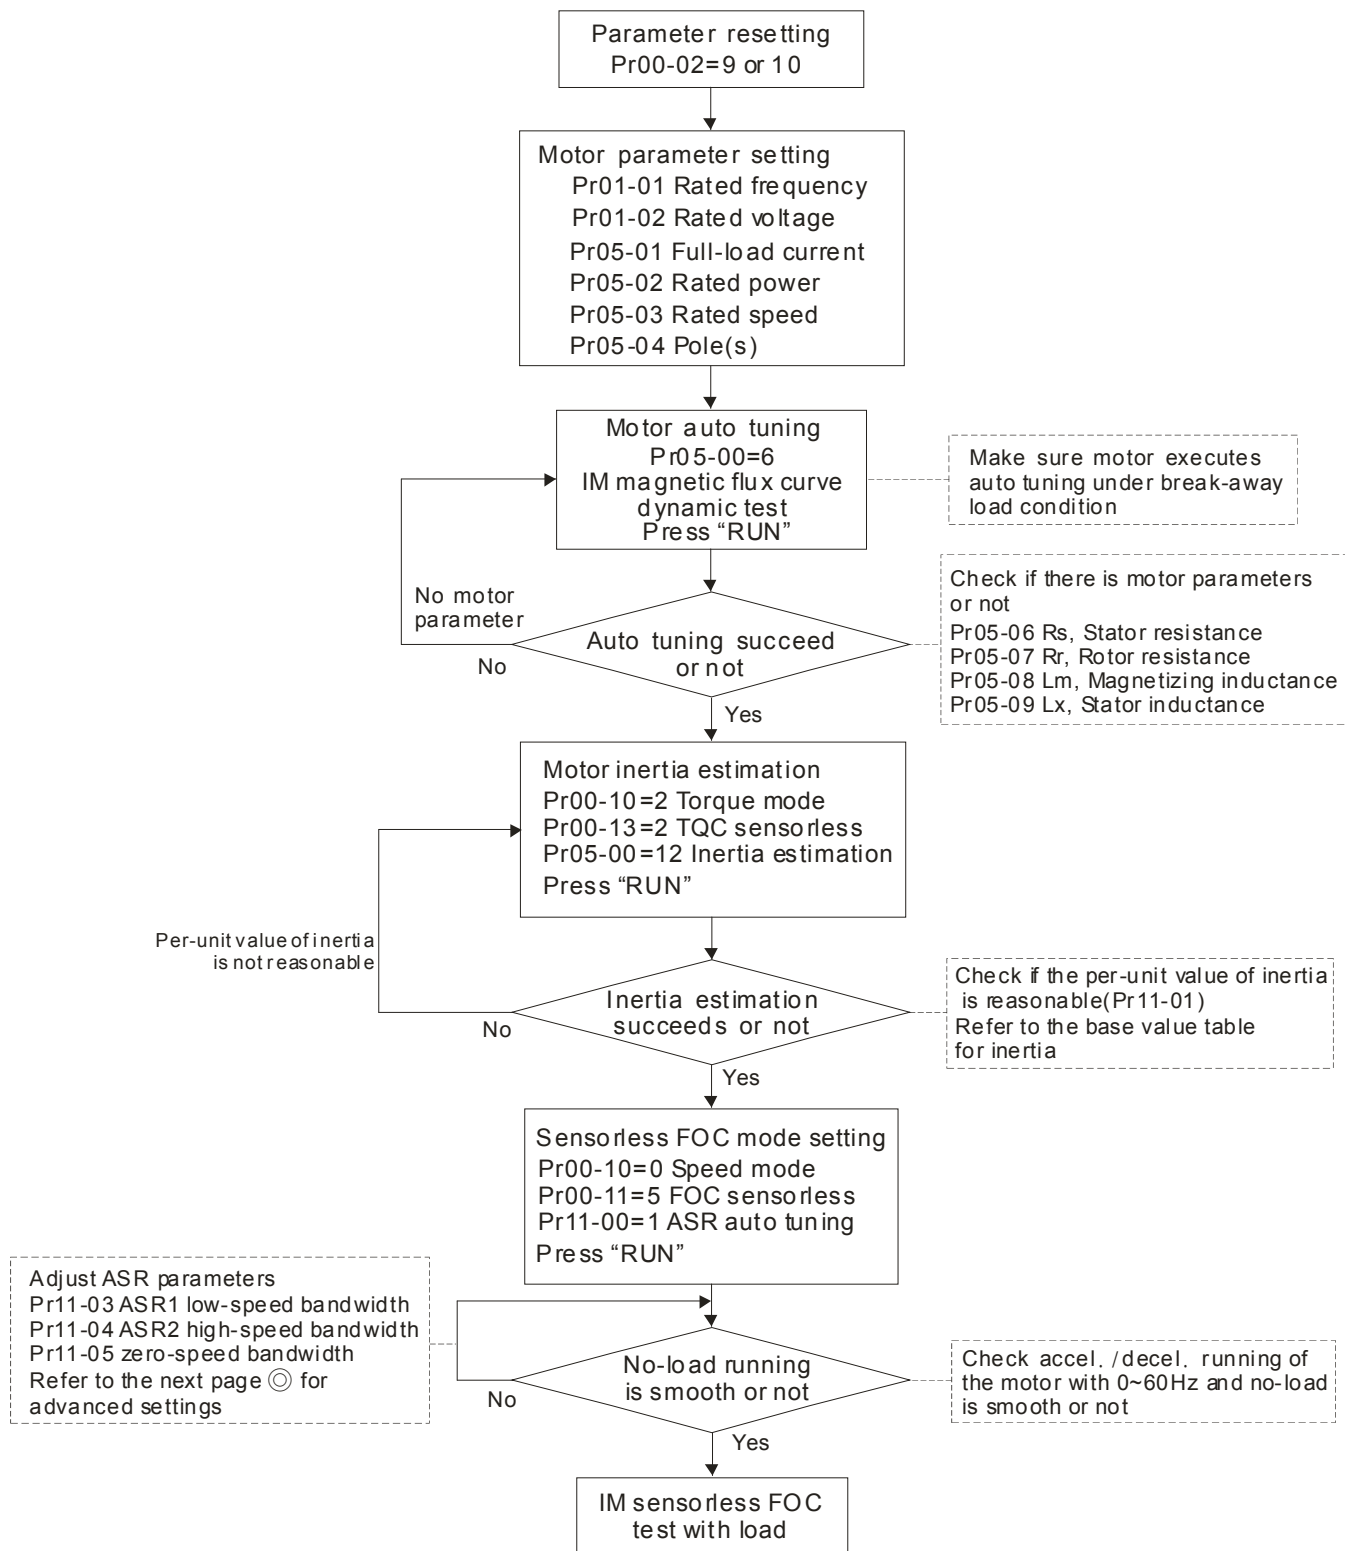 Parameter resetting
Pr00-02=9 or 10
Motor parameter setting
Pr01-01 Rated frequency
Pr01-02 Rated voltage
Pr05-01 Full-load current
Pr05-02 Rated power
Pr05-03 Rated speed
Pr05-04 Pole(s)
Motor auto tuning
Pr05-00=6
IM magnetic flux curve
dynamic test
Press “RUN”
Make sure motor executes
auto tuning under break-away
load condition
No motor
parameter
No
Auto tuning succeed
or not
Yes
Check if there is motor parameters
or not
Pr05-06 Rs, Stator resistance
Pr05-07 Rr, Rotor resistance
Pr05-08 Lm, Magnetizing inductance
Pr05-09 Lx, Stator inductance
Motor inertia estimation
Pr00-10=2 Torque mode
Pr00-13=2 TQC sensorless
Pr05-00=12 Inertia estimation
Press “RUN”
Per-unit value of inertia
is not reasonable
No
Inertia estimation
succeeds or not
Yes
Check if the per-unit value of inertia
is reasonable(Pr11-01)
Refer to the base value table
for inertia
Sensorless FOC mode setting
Pr00-10=0 Speed mode
Pr00-11=5 FOC sensorless
Pr11-00=1 ASR auto tuning
Press “RUN”
Adjust ASR parameters
Pr11-03 ASR1 low-speed bandwidth
Pr11-04 ASR2 high-speed bandwidth
Pr11-05 zero-speed bandwidth
Refer to the next page ◎ for
advanced settings
No
No-load running
is smooth or not
Yes
Check accel. /decel. running of
the motor with 0~60Hz and no-load
is smooth or not
IM sensorless FOC
test with load